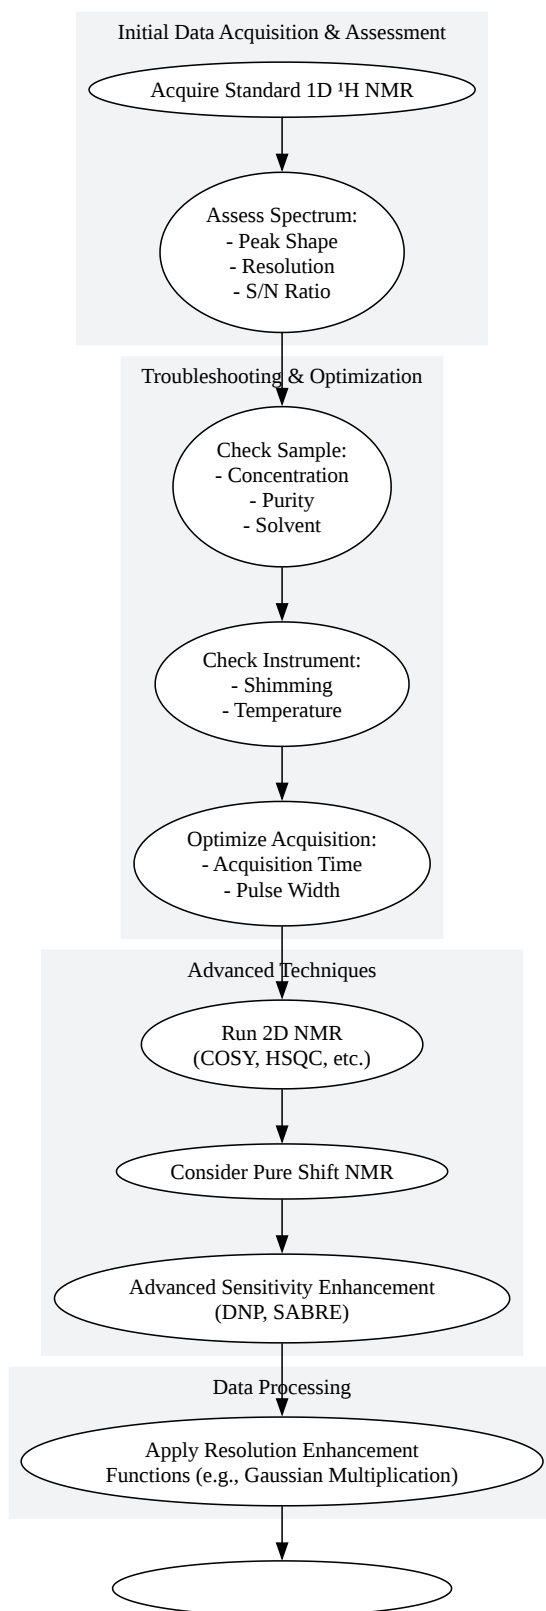 Initial Data Acquisition & Assessment
Acquire Standard 1D ¹H NMR
Assess Spectrum:
- Peak Shape
- Resolution
- S/N Ratio
Troubleshooting & Optimization
Check Sample:
- Concentration
- Purity
- Solvent
Check Instrument:
- Shimming
- Temperature
Optimize Acquisition:
- Acquisition Time
- Pulse Width
Advanced Techniques
Run 2D NMR
(COSY, HSQC, etc.)
Consider Pure Shift NMR
Advanced Sensitivity Enhancement
(DNP, SABRE)
Data Processing
Apply Resolution Enhancement
Functions (e.g., Gaussian Multiplication)